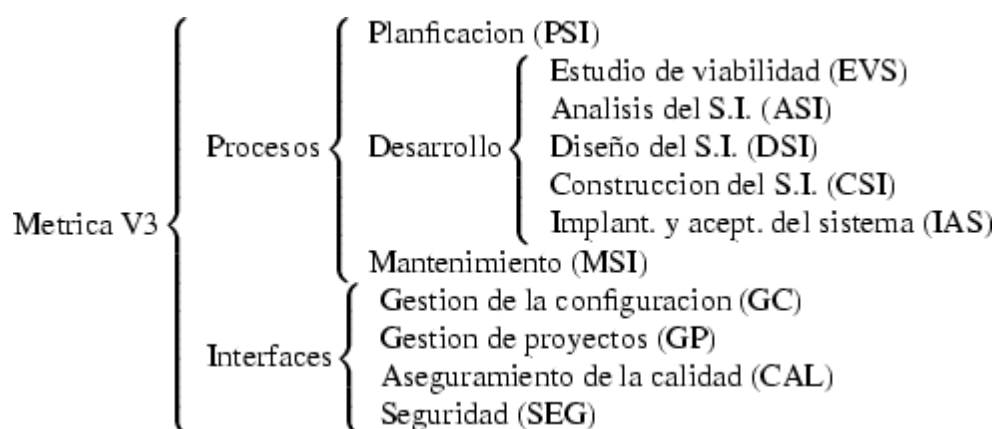 Planficacion (PSI)
Estudio de viabilidad (EVS)
Analisis del S.I. (ASI)
Procesos
Desarrollo
Diseño del S.I. (DSI)
Construccion del S.I. (CSI)
Metrica V3
Implant. y acept. del sistema (IAS)
Mantenimiento (MSI)
Gestion de la configuracion (GC)
Gestion de proyectos (GP)
Interfaces
Aseguramiento de la calidad (CAL)
Seguridad (SEG)